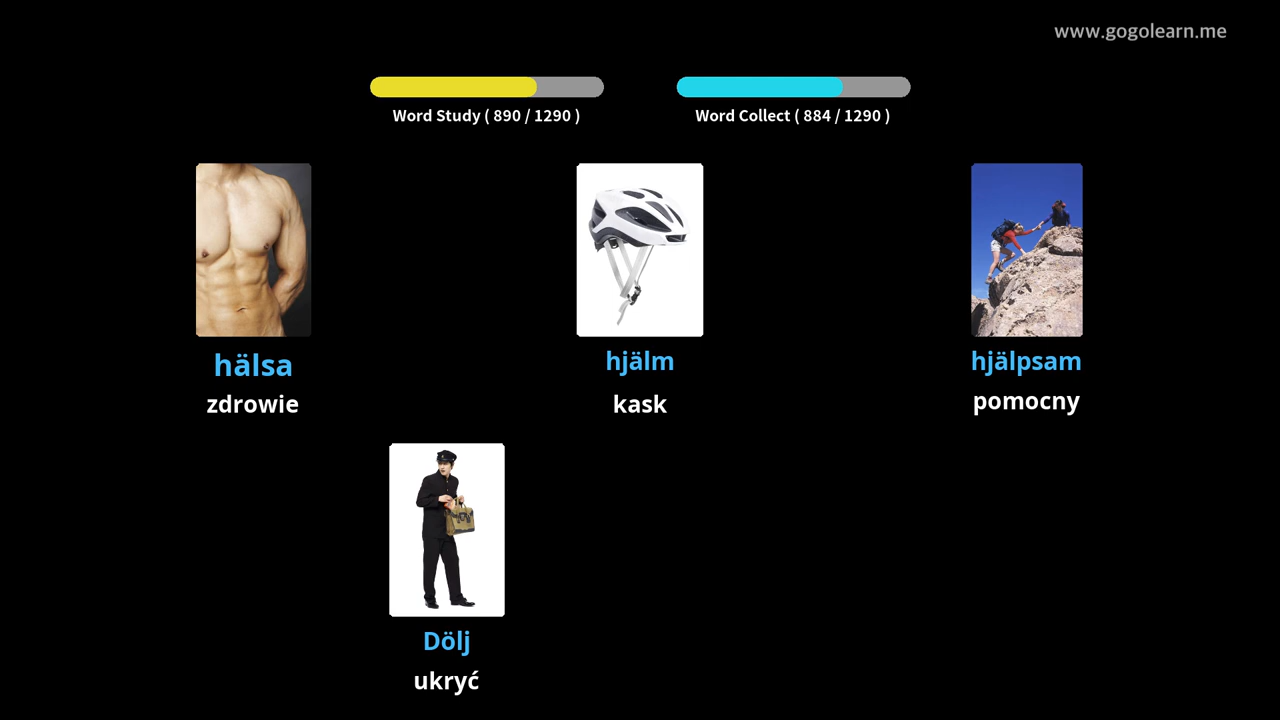 www.gogolearn.me
Word Study ( 890 / 1290 )
Word Collect ( 884 / 1290 )
hälsa
zdrowie
hjälm
kask
hjälpsam
pomocny
Dölj
ukryć